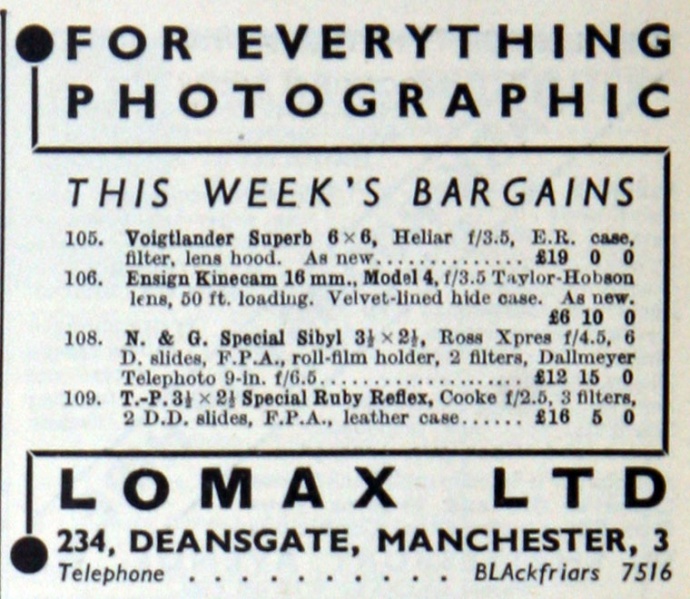 FOR EVERYTHING
PHOTOGRAPHIC
THIS WEEK'S BARGAINS
105. Voigtlander Superb 6×6, Heliar f/3.5, E.R. case,
filter, lens hood. As new.............. £19 0 0
106. Ensign Kinecam 16 mm., Model 4, f/3.5 Taylor-Hobson
lens, 50 ft. loading. Velvet-lined hide case. As new.
£6 10 0
108. N. & G. Special Sibyl 3½×2½, Ross Xpres f/4.5, 6
D. slides, F.P.A., roll-film holder, 2 filters, Dallmeyer
Telephoto 9-in. f/6.5.................... £12 15 0
109. T.-P. 3½×2½ Special Ruby Reflex, Cooke f/2.5, 3 filters,
2 D.D. slides, F.P.A., leather case...... £16 5 0
LOMAX LTD
234, DEANSGATE, MANCHESTER, 3
Telephone . . . . . . . . . . BLAckfriars 7516